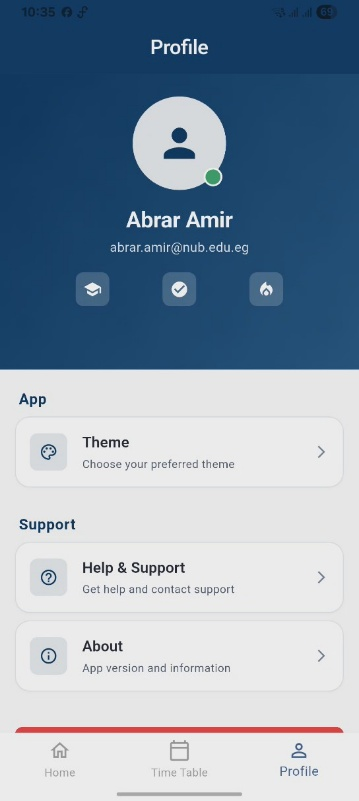 10:35
69
Profile
Abrar Amir
abrar.amir@nub.edu.eg
App
Theme
Choose your preferred theme
Support
Help & Support
Get help and contact support
About
App version and information
Home
Time Table
Profile